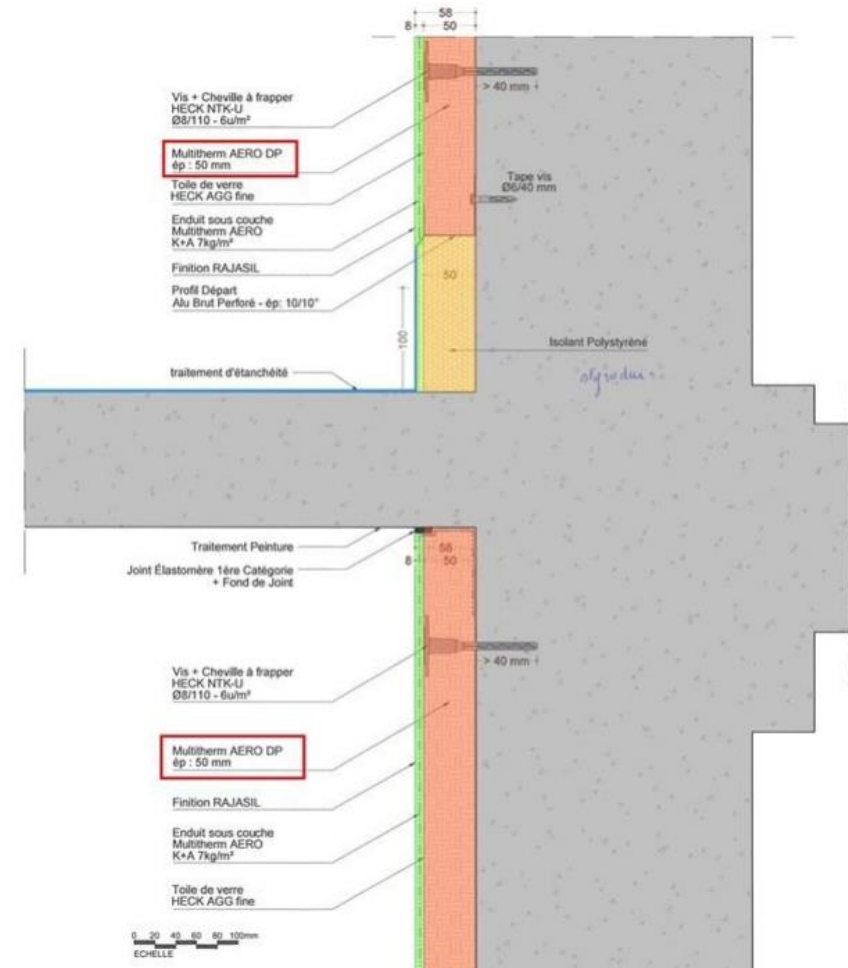 58
8 50
Vis + Cheville à frapper
HECK NTK-U
Ø8/110 - 6u/m²
> 40 mm
Multitherm AERO DP
ép : 50 mm
Tape vis
Ø6/40 mm
Toile de verre
HECK AGG fine
Enduit sous couche
Multitherm AERO
K+A 7kg/m²
Finition RAJASIL
50
Profil Départ
Alu Brut Perforé - ép: 10/10°
100
Isolant Polystyrène
traitement d'étanchéité
Traitement Peinture
58
Joint Élastomère 1ère Catégorie
+ Fond de Joint
8 50
Vis + Cheville à frapper
HECK NTK-U
Ø8/110 - 6u/m²
> 40 mm
Multitherm AERO DP
ép : 50 mm
Finition RAJASIL
Enduit sous couche
Multitherm AERO
K+A 7kg/m²
Toile de verre
HECK AGG fine
0 20 40 60 80 100mm
ECHELLE